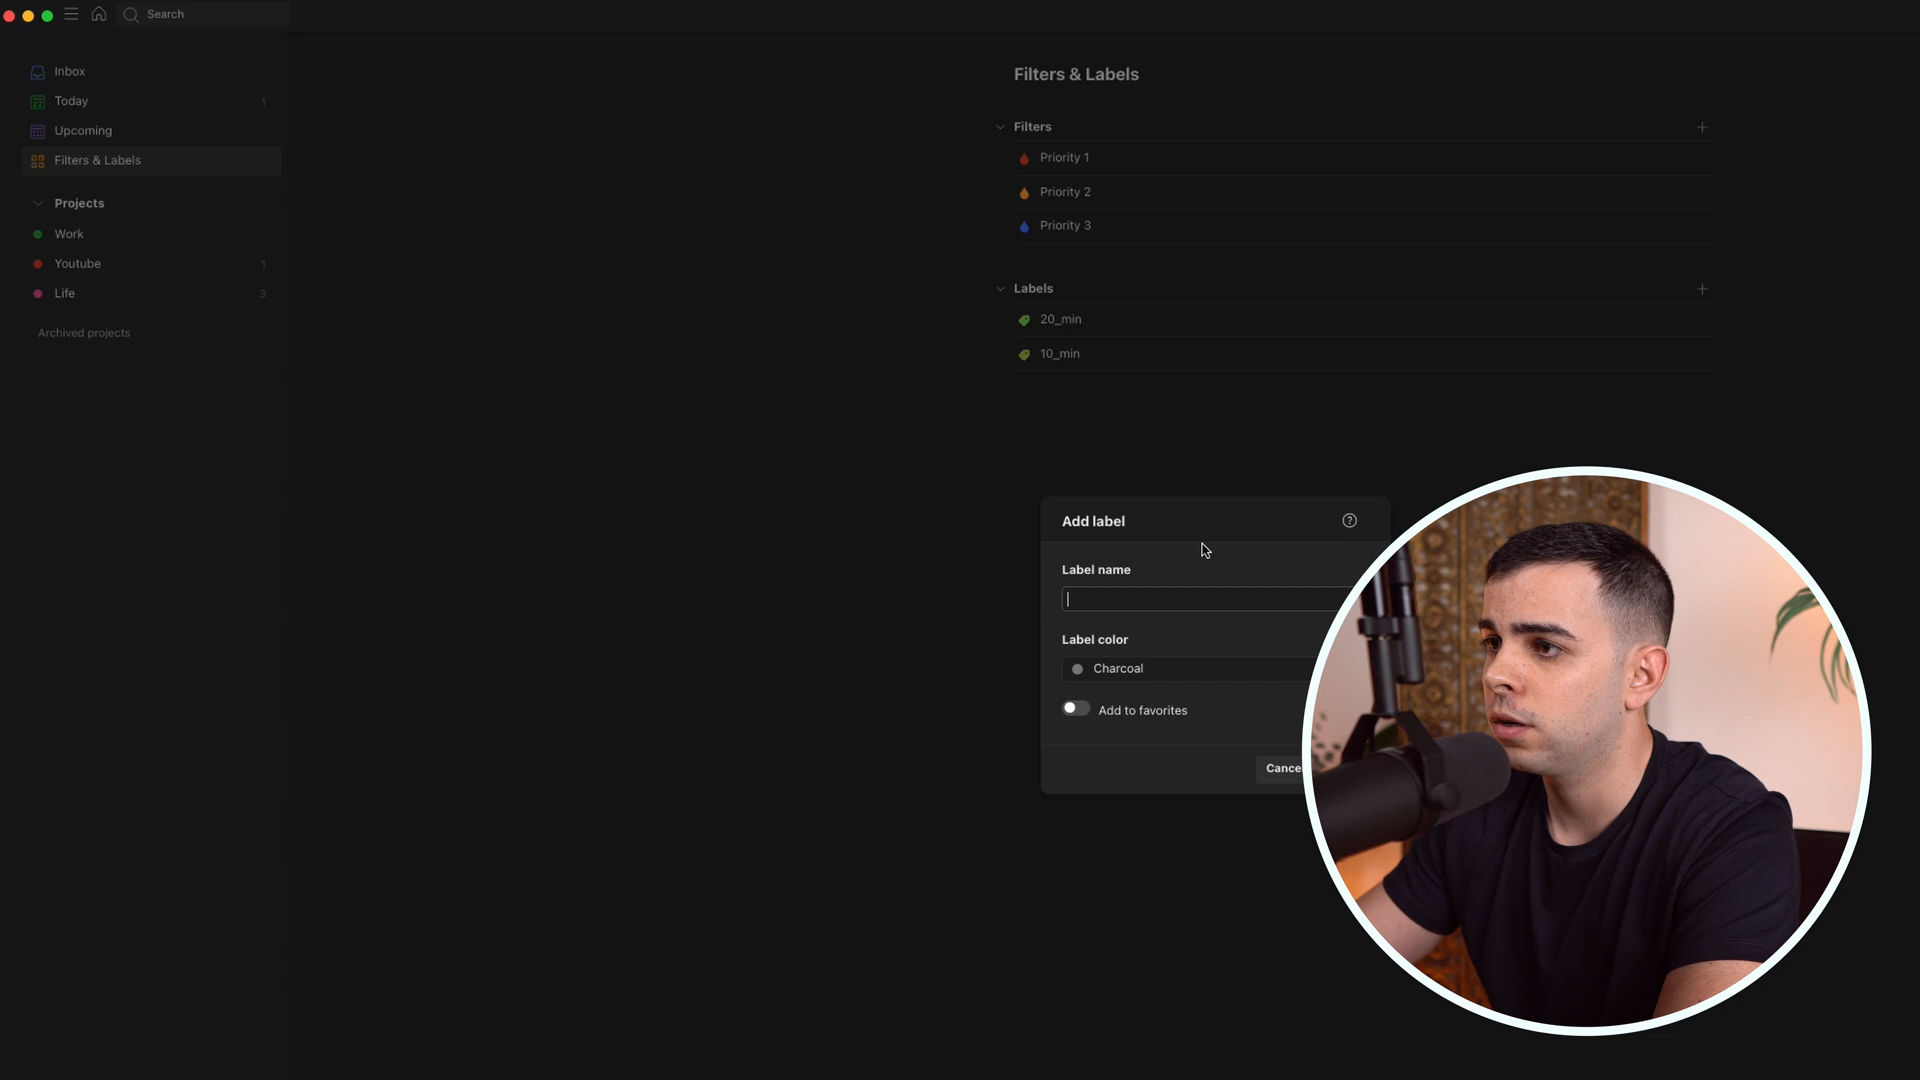 Search
Inbox
22
Today 1
Upcoming
Filters & Labels
Projects
Work
Youtube 1
Life 3
Archived projects
Filters & Labels
Filters
Priority 1
Priority 2
Priority 3
Labels
20_min
10_min
Add label
?
Label name
Label color
Charcoal
Add to favorites
Cance